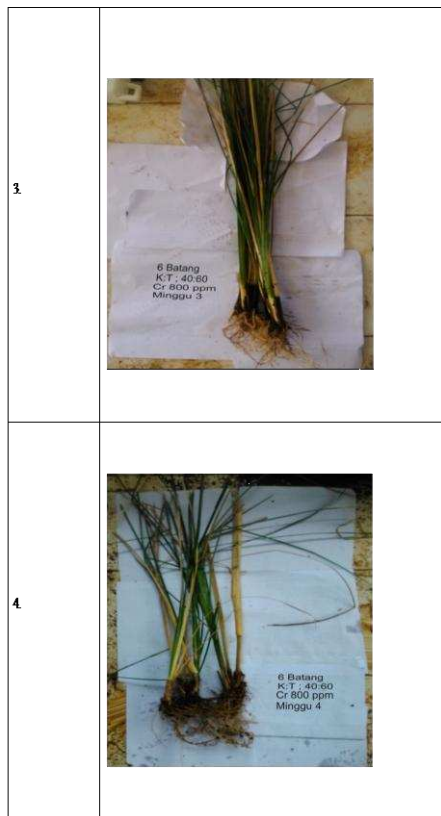 3.
6 Batang
K:T ; 40:60
Cr 800 ppm
Minggu 3
4.
6 Batang
K:T ; 40:60
Cr 800 ppm
Minggu 4